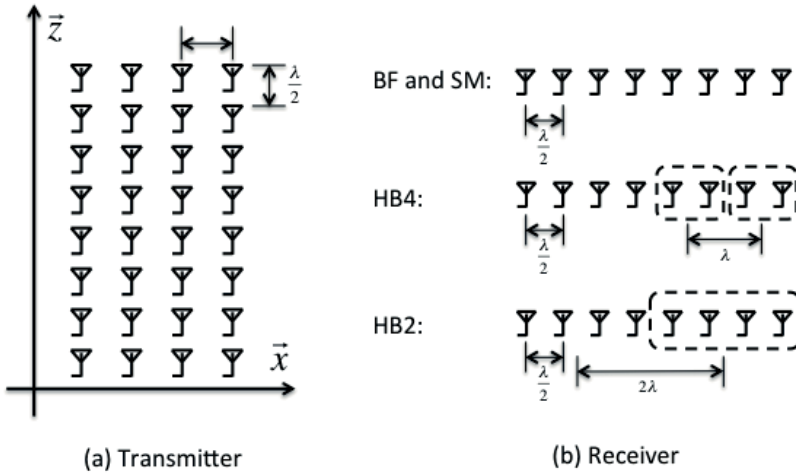 z⃗
λ/2
x⃗
(a) Transmitter
BF and SM:
λ/2
HB4:
λ/2
λ
HB2:
λ/2
2λ
(b) Receiver